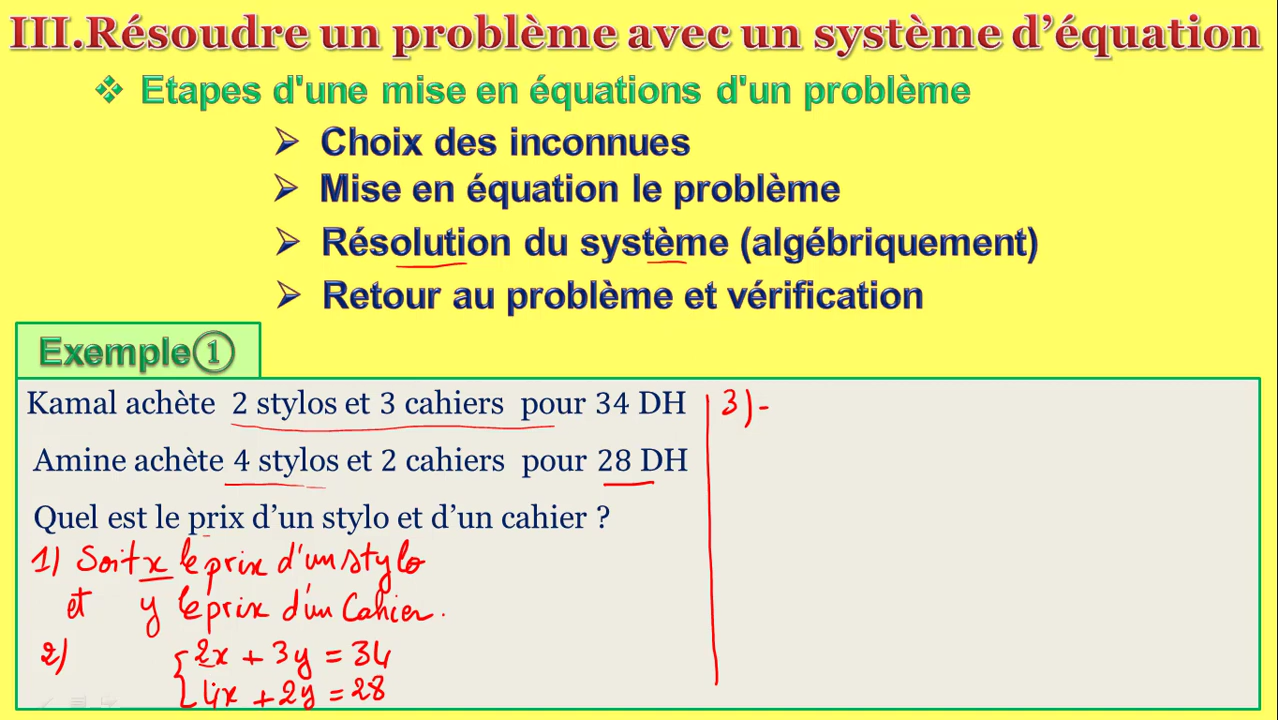 III.Résoudre un problème avec un système d’équation
❖ Etapes d'une mise en équations d'un problème
➢ Choix des inconnues
➢ Mise en équation le problème
➢ Résolution du système (algébriquement)
➢ Retour au problème et vérification
Exemple①
Kamal achète 2 stylos et 3 cahiers pour 34 DH
Amine achète 4 stylos et 2 cahiers pour 28 DH
Quel est le prix d’un stylo et d’un cahier ?
1) Soit x le prix d'un stylo
et y le prix d'un Cahier.
2) { 2x + 3y = 34
4x + 2y = 28
3) -